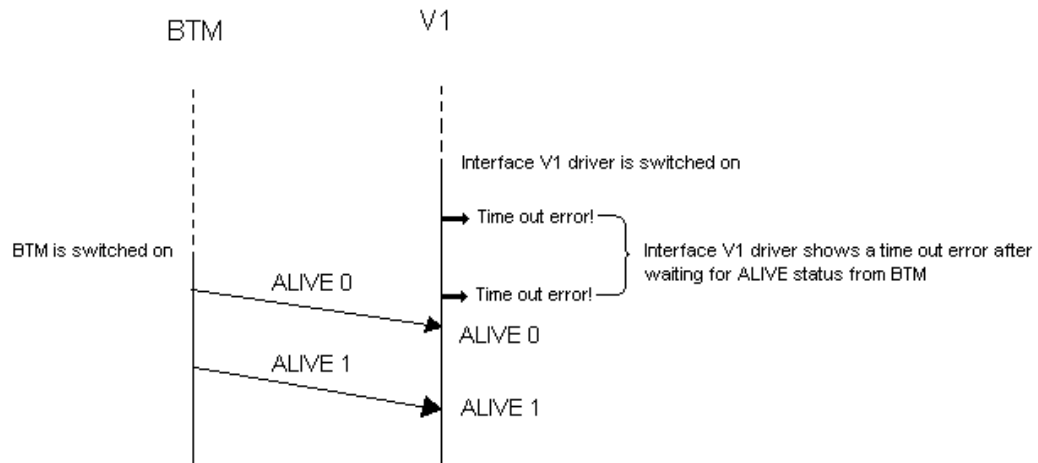 BTM
V1
Interface V1 driver is switched on
Time out error!
BTM is switched on
Interface V1 driver shows a time out error after
waiting for ALIVE status from BTM
ALIVE 0
Time out error!
ALIVE 0
ALIVE 1
ALIVE 1